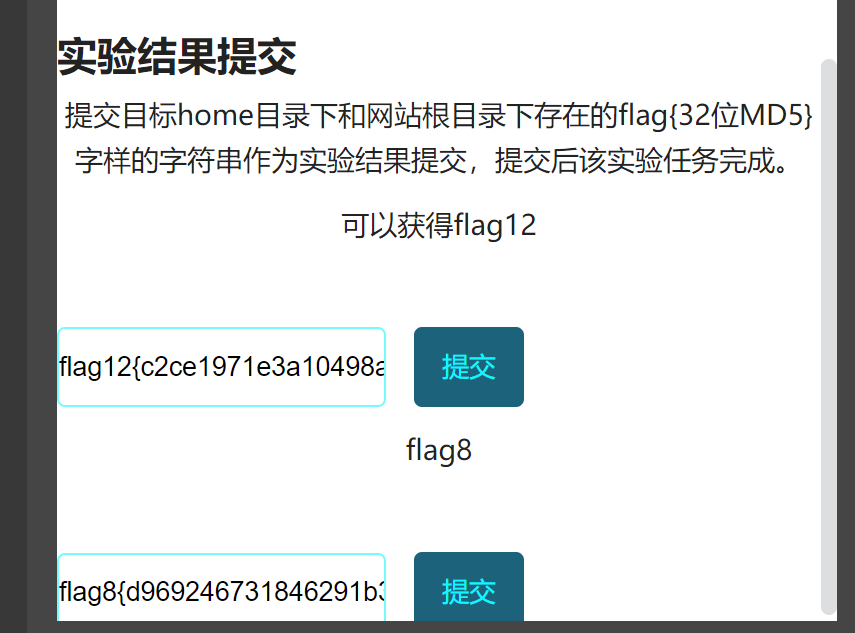 实验结果提交
提交目标home目录下和网站根目录下存在的flag{32位MD5}
字样的字符串作为实验结果提交，提交后该实验任务完成。
可以获得flag12
flag12{c2ce1971e3a10498a
提交
flag8
flag8{d969246731846291b3
提交